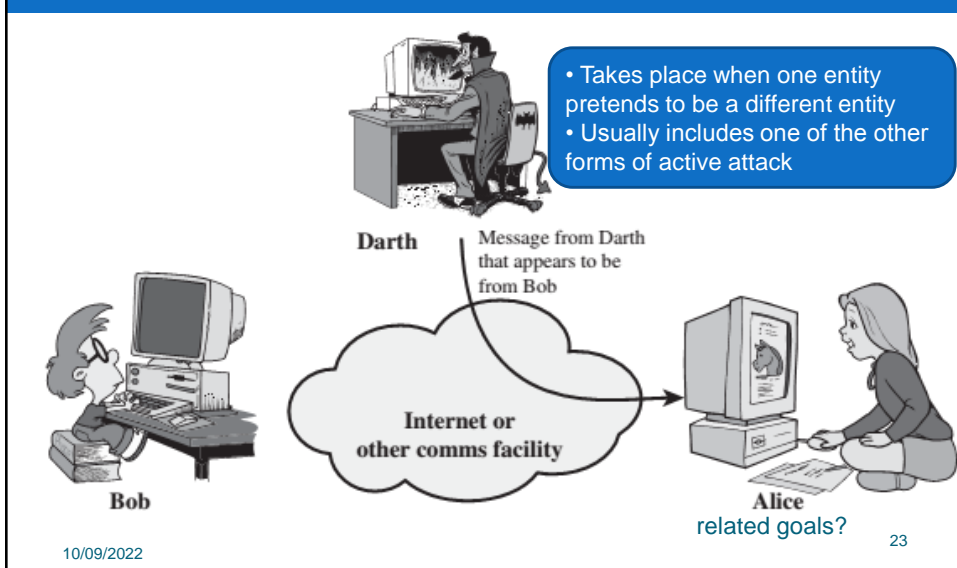 • Takes place when one entity
pretends to be a different entity
• Usually includes one of the other
forms of active attack
Darth
Message from Darth
that appears to be
from Bob
Internet or
other comms facility
Bob
Alice
related goals?
10/09/2022
23